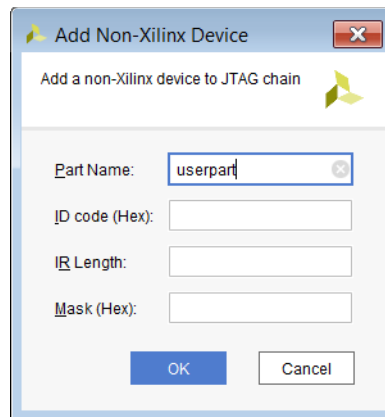 Add Non-Xilinx Device
Add a non-Xilinx device to JTAG chain
Part Name: userpart
ID code (Hex):
IR Length:
Mask (Hex):
OK Cancel